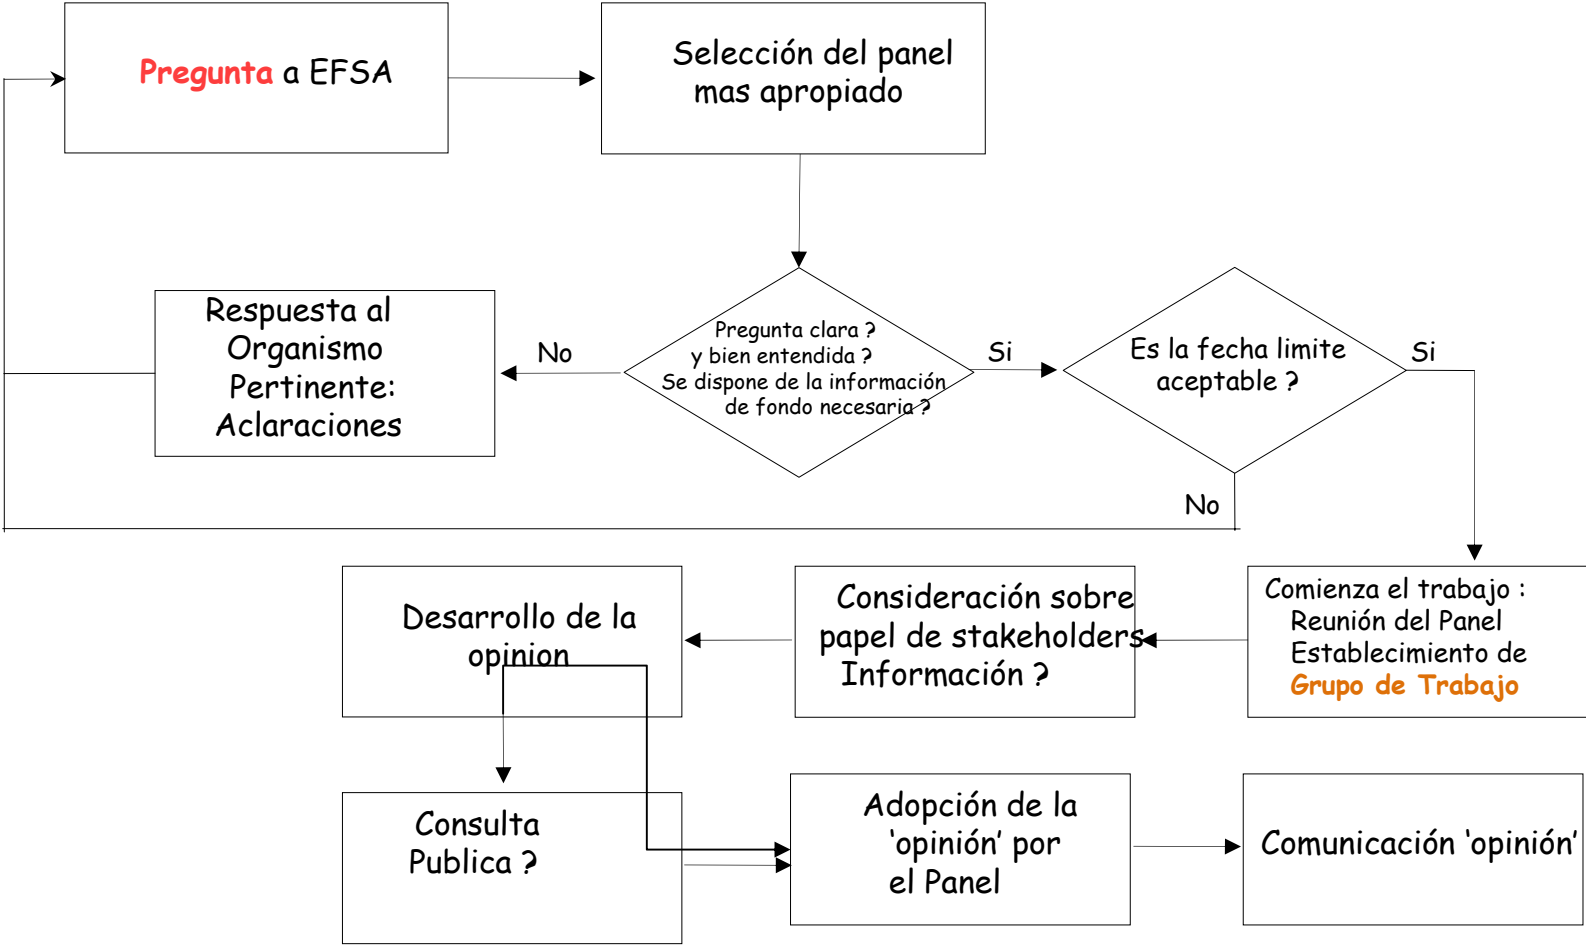 Pregunta a EFSA
Selección del panel
mas apropiado
Respuesta al
Organismo
Pertinente:
Aclaraciones
No
Pregunta clara ?
y bien entendida ?
Se dispone de la información
de fondo necesaria ?
Si
Es la fecha limite
aceptable ?
Si
No
Desarrollo de la
opinion
Consideración sobre
papel de stakeholders
Información ?
Comienza el trabajo :
Reunión del Panel
Establecimiento de
Grupo de Trabajo
Consulta
Publica ?
Adopción de la
‘opinión’ por
el Panel
Comunicación ‘opinión’